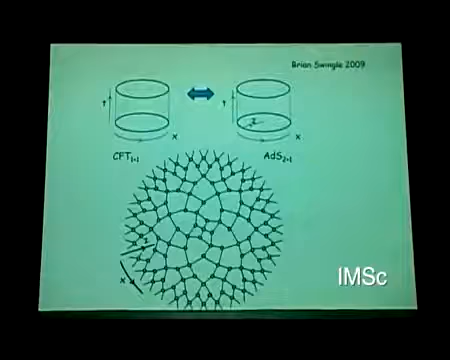 Brian Swingle 2009
T
T
z
X
X
CFT₁₊₁
AdS₂₊₁
z
x
IMSc